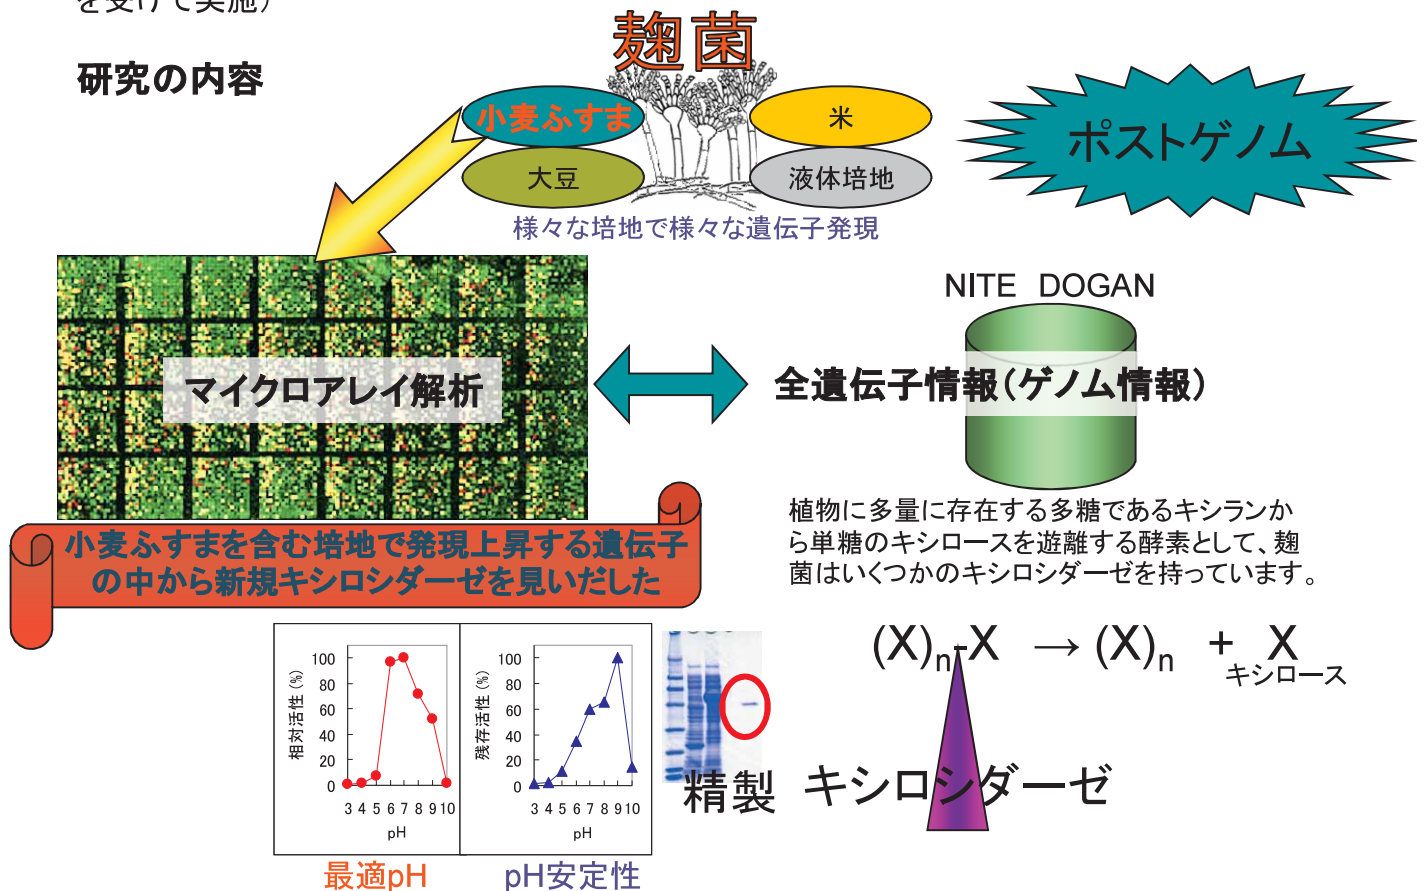 を受けて実施）
研究の内容
麹菌
小麦ふすま
米
大豆
液体培地
様々な培地で様々な遺伝子発現
ポストゲノム
マイクロアレイ解析
NITE DOGAN
全遺伝子情報(ゲノム情報)
小麦ふすまを含む培地で発現上昇する遺伝子
の中から新規キシロシダーゼを見いだした
植物に多量に存在する多糖であるキシランか
ら単糖のキシロースを遊離する酵素として、麹
菌はいくつかのキシロシダーゼを持っています。
相対活性 (%)
100
80
60
40
20
0
3 4 5 6 7 8 9 10
pH
最適pH
残存活性 (%)
100
80
60
40
20
0
3 4 5 6 7 8 9 10
pH
pH安定性
精製
(X)n-X → (X)n + X
キシロース
キシロシダーゼ